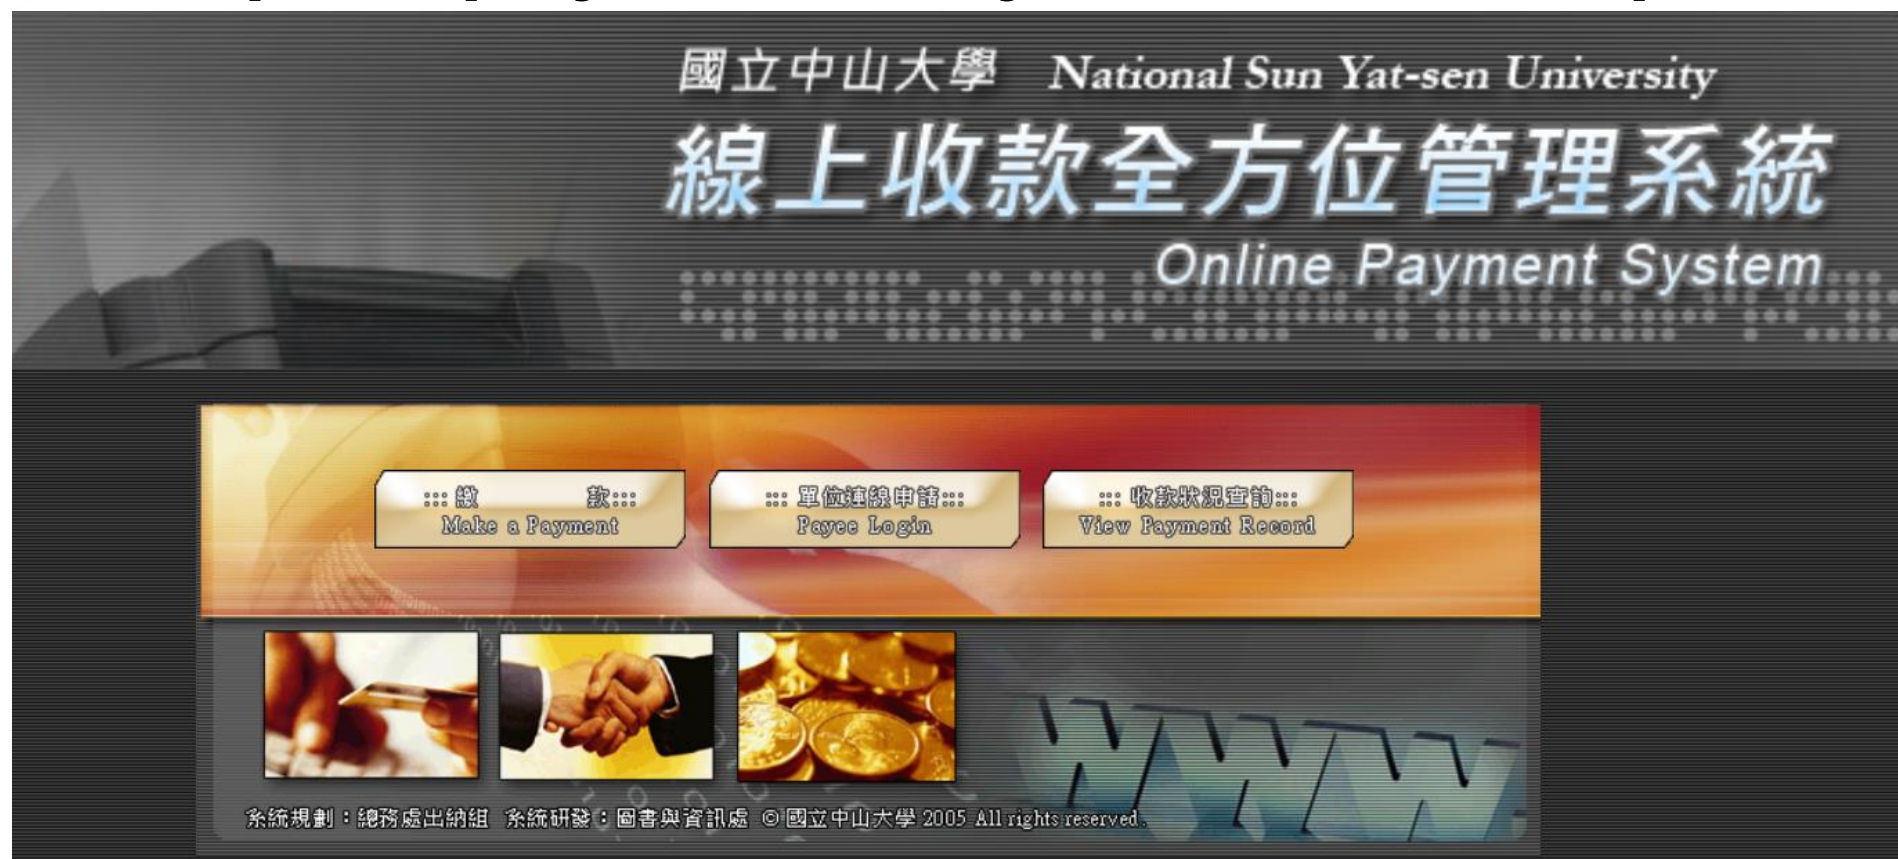 國立中山大學 National Sun Yat-sen University
線上收款全方位管理系統
Online Payment System
::: 繳 款:::
Make a Payment
::: 單位連線申請:::
Payee Login
::: 收款狀況查詢:::
View Payment Record
WWW.
系統規劃：總務處出納組 系統研發：圖書與資訊處 © 國立中山大學 2005 All rights reserved.